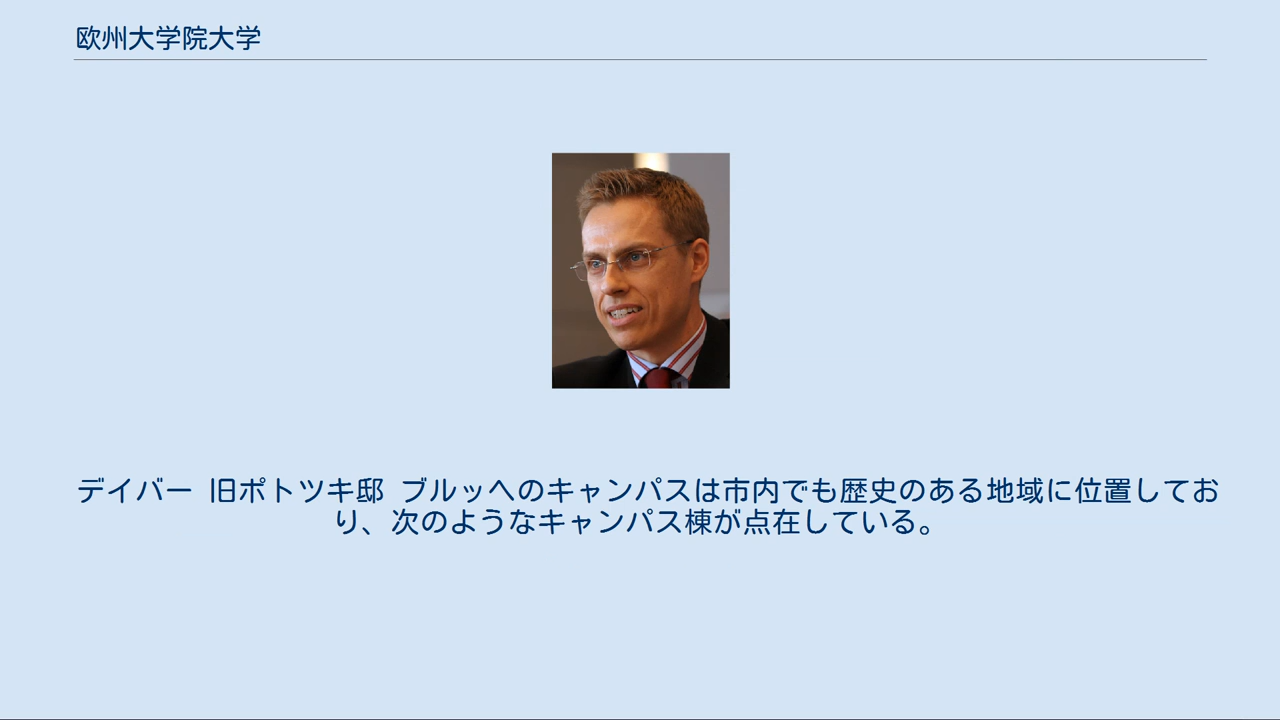 欧州大学院大学
デイバー 旧ポトツキ邸 ブルッヘのキャンパスは市内でも歴史のある地域に位置してお
り、次のようなキャンパス棟が点在している。